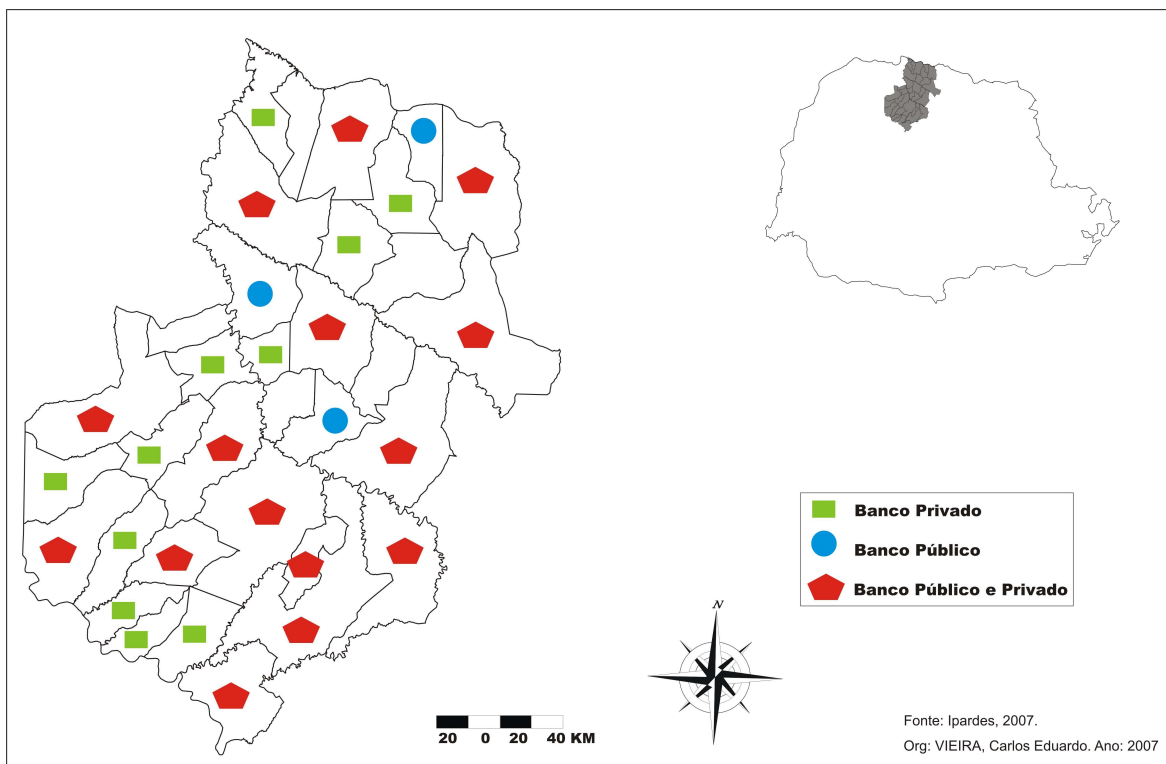 Banco Privado
Banco Público
Banco Público e Privado
N
20 0 20 40 KM
Fonte: Ipardes, 2007.
Org: VIEIRA, Carlos Eduardo. Ano: 2007